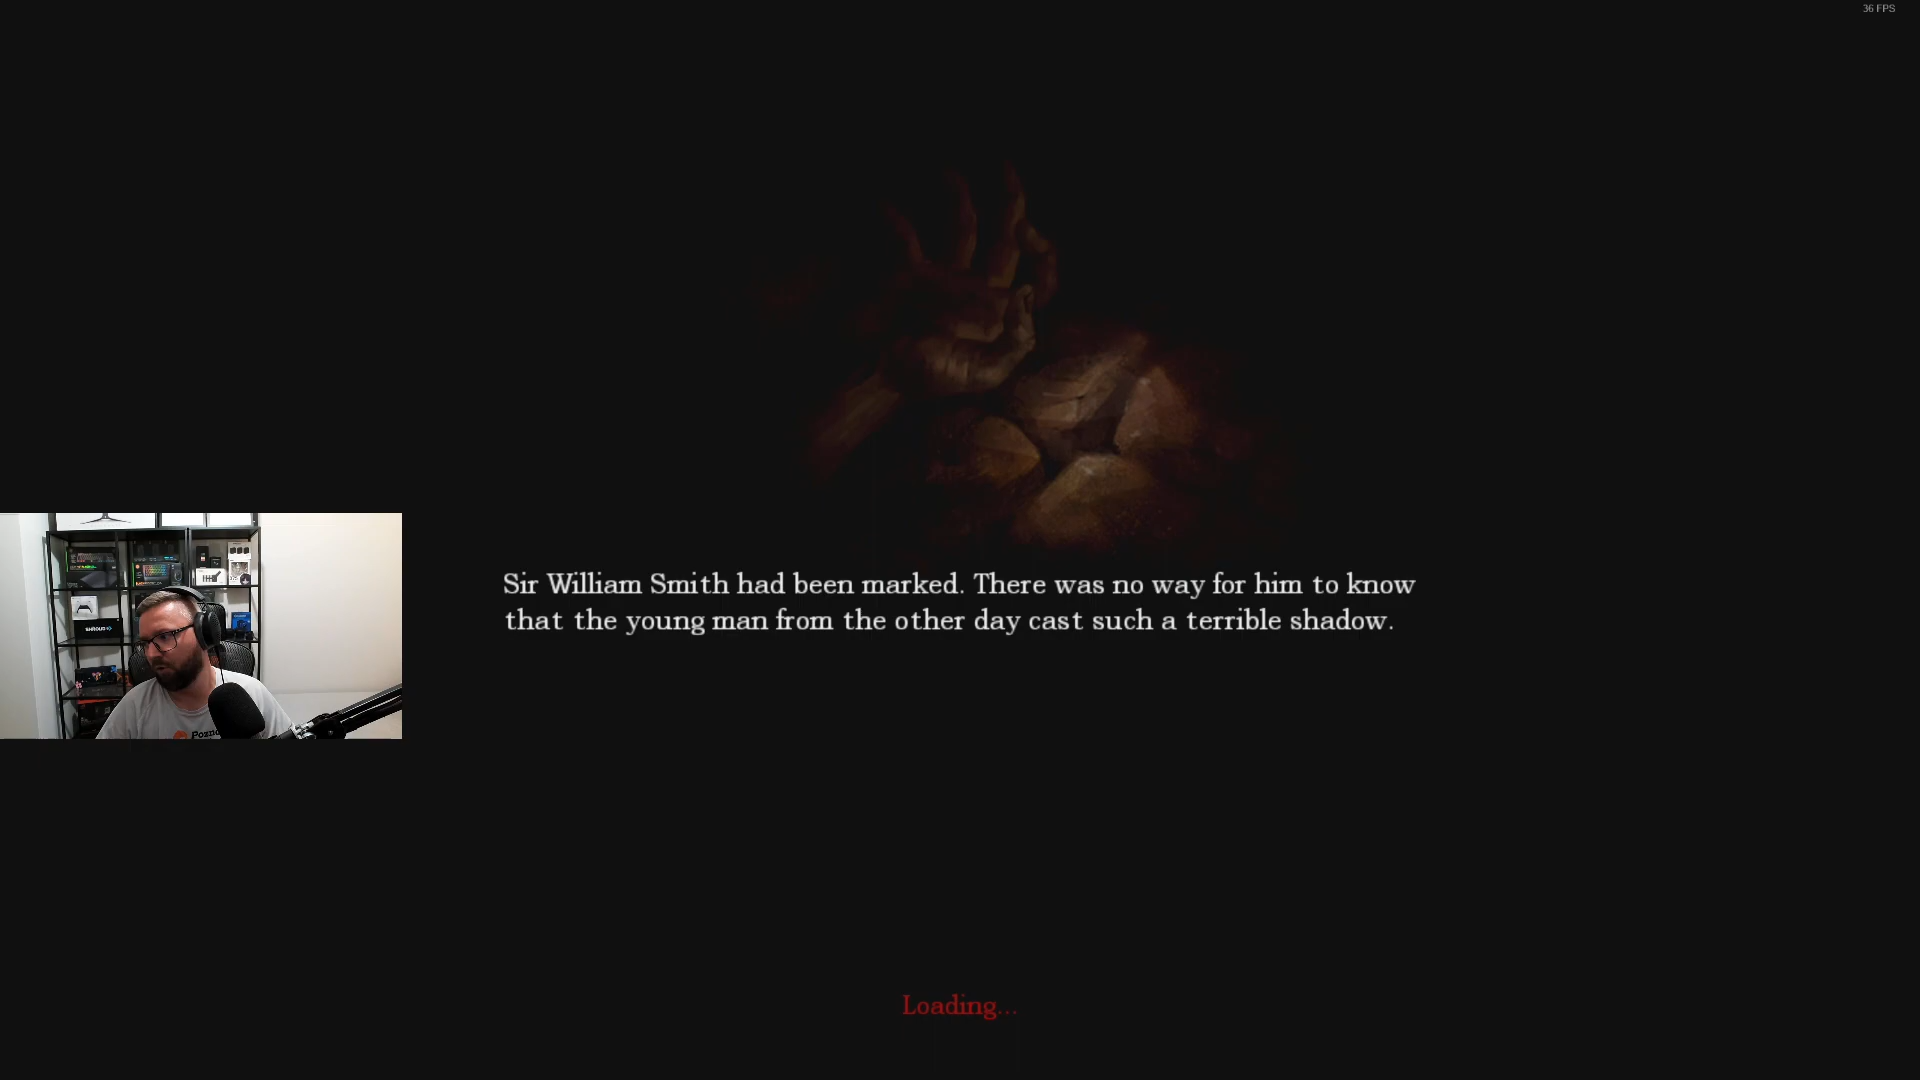 36 FPS
Sir William Smith had been marked. There was no way for him to know
that the young man from the other day cast such a terrible shadow.
Loading...